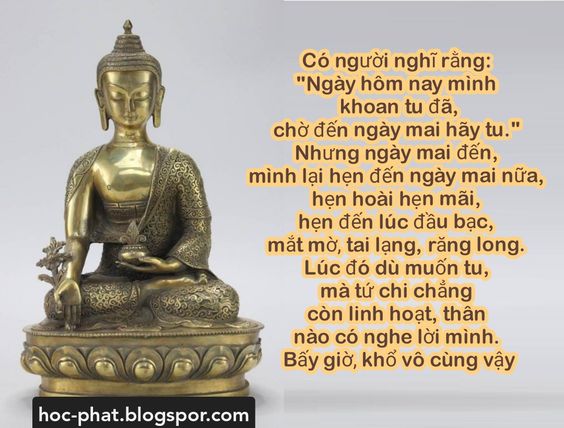 Có người nghĩ rằng:
"Ngày hôm nay mình
khoan tu đã,
chờ đến ngày mai hãy tu."
Nhưng ngày mai đến,
mình lại hẹn đến ngày mai nữa,
hẹn hoài hẹn mãi,
hẹn đến lúc đầu bạc,
mắt mờ, tai lạng, răng long.
Lúc đó dù muốn tu,
mà tứ chi chẳng
còn linh hoạt, thân
nào có nghe lời mình.
Bấy giờ, khổ vô cùng vậy
hoc-phat.blogspor.com